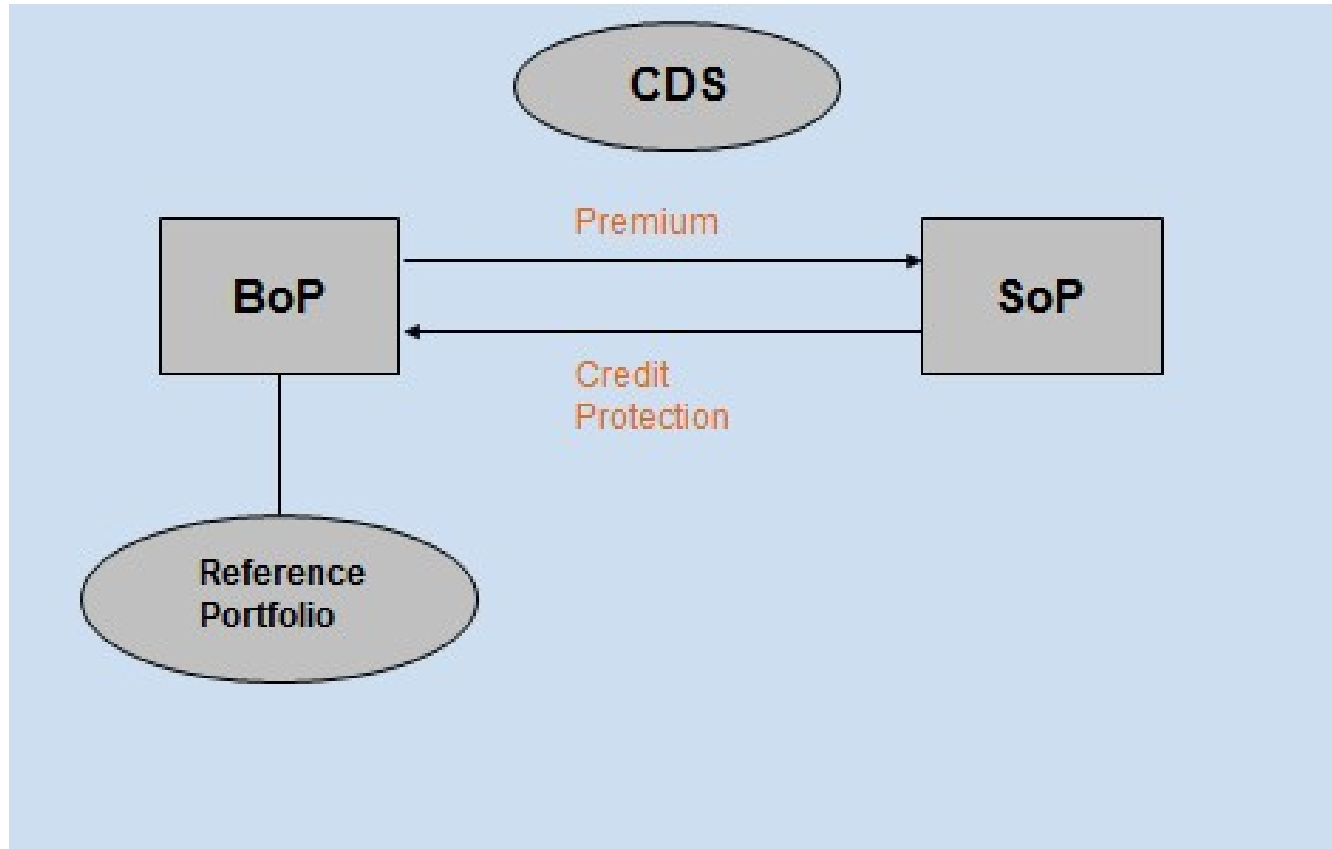 CDS
Premium
BoP
SoP
Credit
Protection
Reference
Portfolio